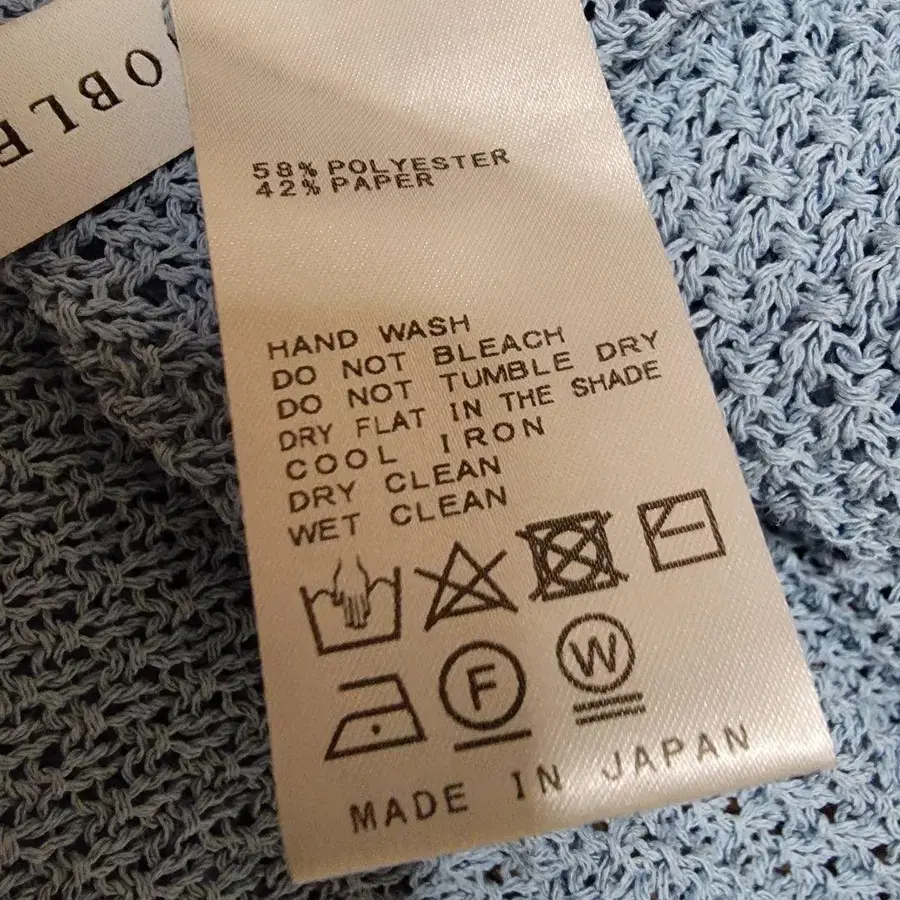 NOBLE
58% POLYESTER
42% PAPER
HAND WASH
DO NOT BLEACH
DO NOT TUMBLE DRY
DRY FLAT IN THE SHADE
COOL IRON
DRY CLEAN
WET CLEAN
F
W
MADE IN JAPAN